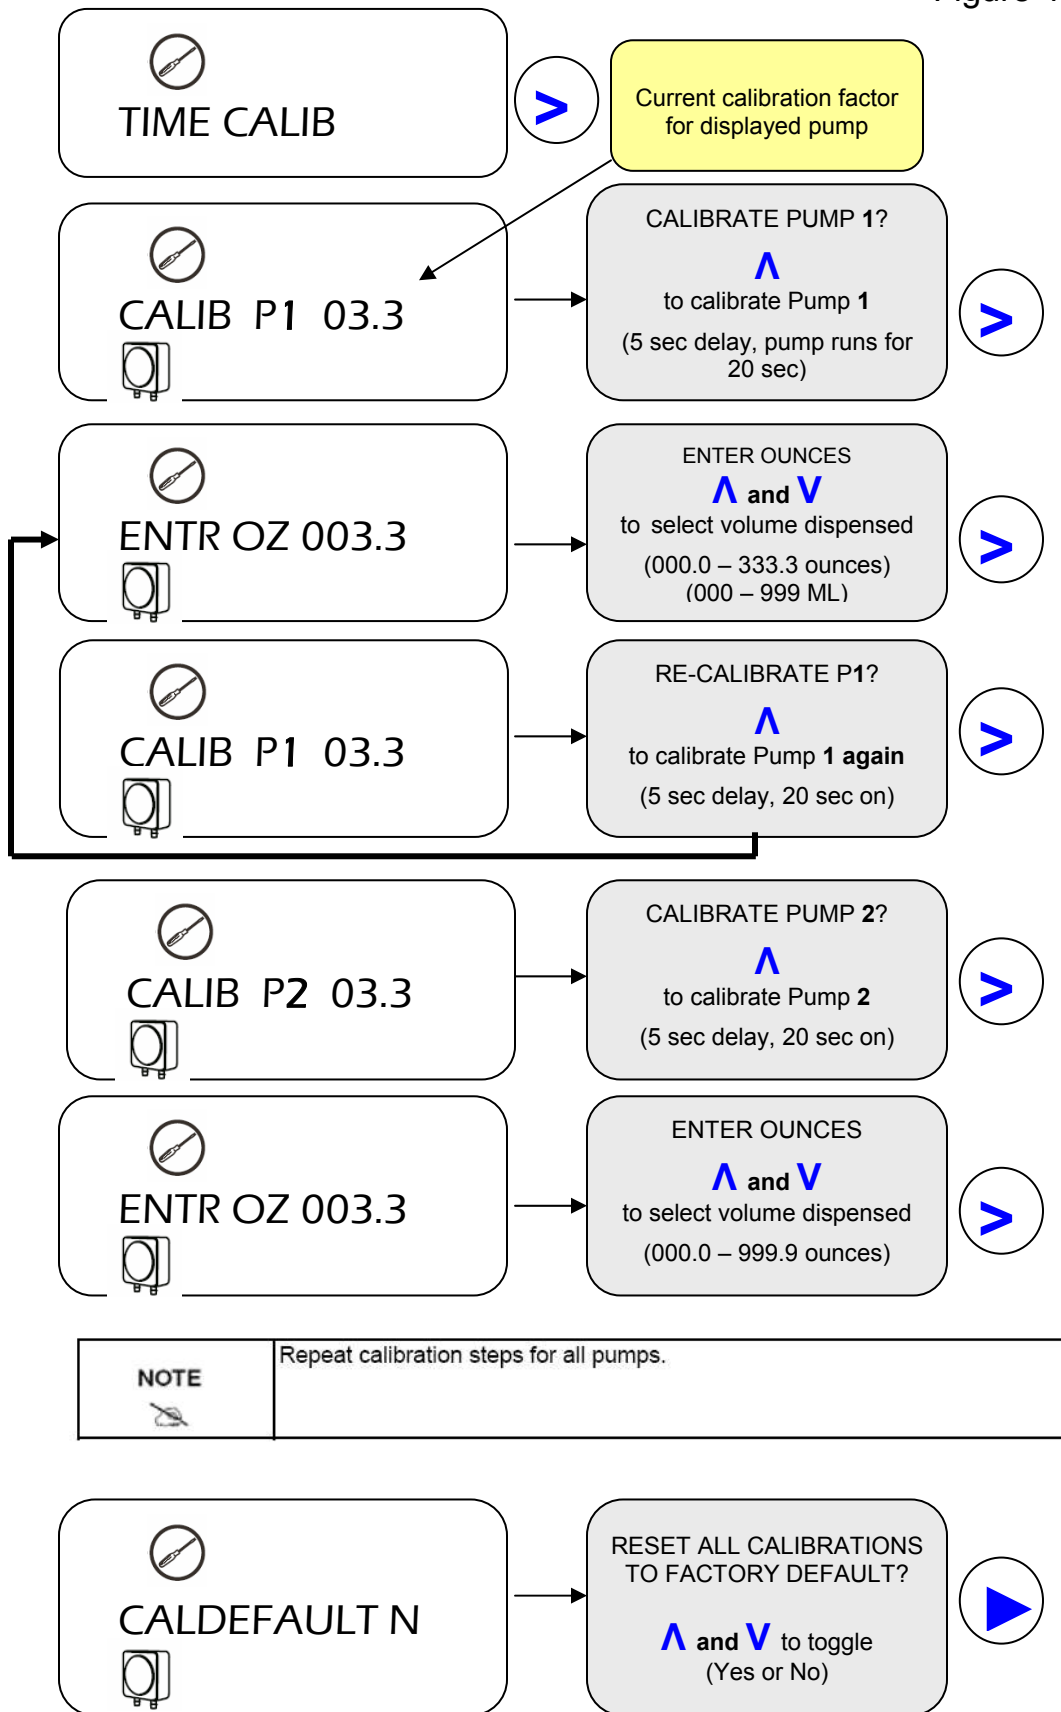 TIME CALIB
>
Current calibration factor
for displayed pump
CALIB P1 03.3
CALIBRATE PUMP 1?
Λ
to calibrate Pump 1
(5 sec delay, pump runs for
20 sec)
>
ENTR OZ 003.3
ENTER OUNCES
Λ and V
to select volume dispensed
(000.0 – 333.3 ounces)
(000 – 999 ML)
>
CALIB P1 03.3
RE-CALIBRATE P1?
Λ
to calibrate Pump 1 again
(5 sec delay, 20 sec on)
>
CALIB P2 03.3
CALIBRATE PUMP 2?
Λ
to calibrate Pump 2
(5 sec delay, 20 sec on)
>
ENTR OZ 003.3
ENTER OUNCES
Λ and V
to select volume dispensed
(000.0 – 999.9 ounces)
>
NOTE
Repeat calibration steps for all pumps.
CALDEFAULT N
RESET ALL CALIBRATIONS
TO FACTORY DEFAULT?
Λ and V to toggle
(Yes or No)